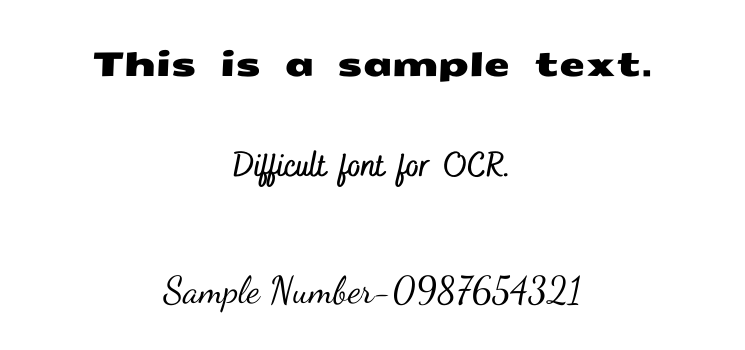 This is a sample text.
Difficult font for OCR.
Sample Number-0987654321